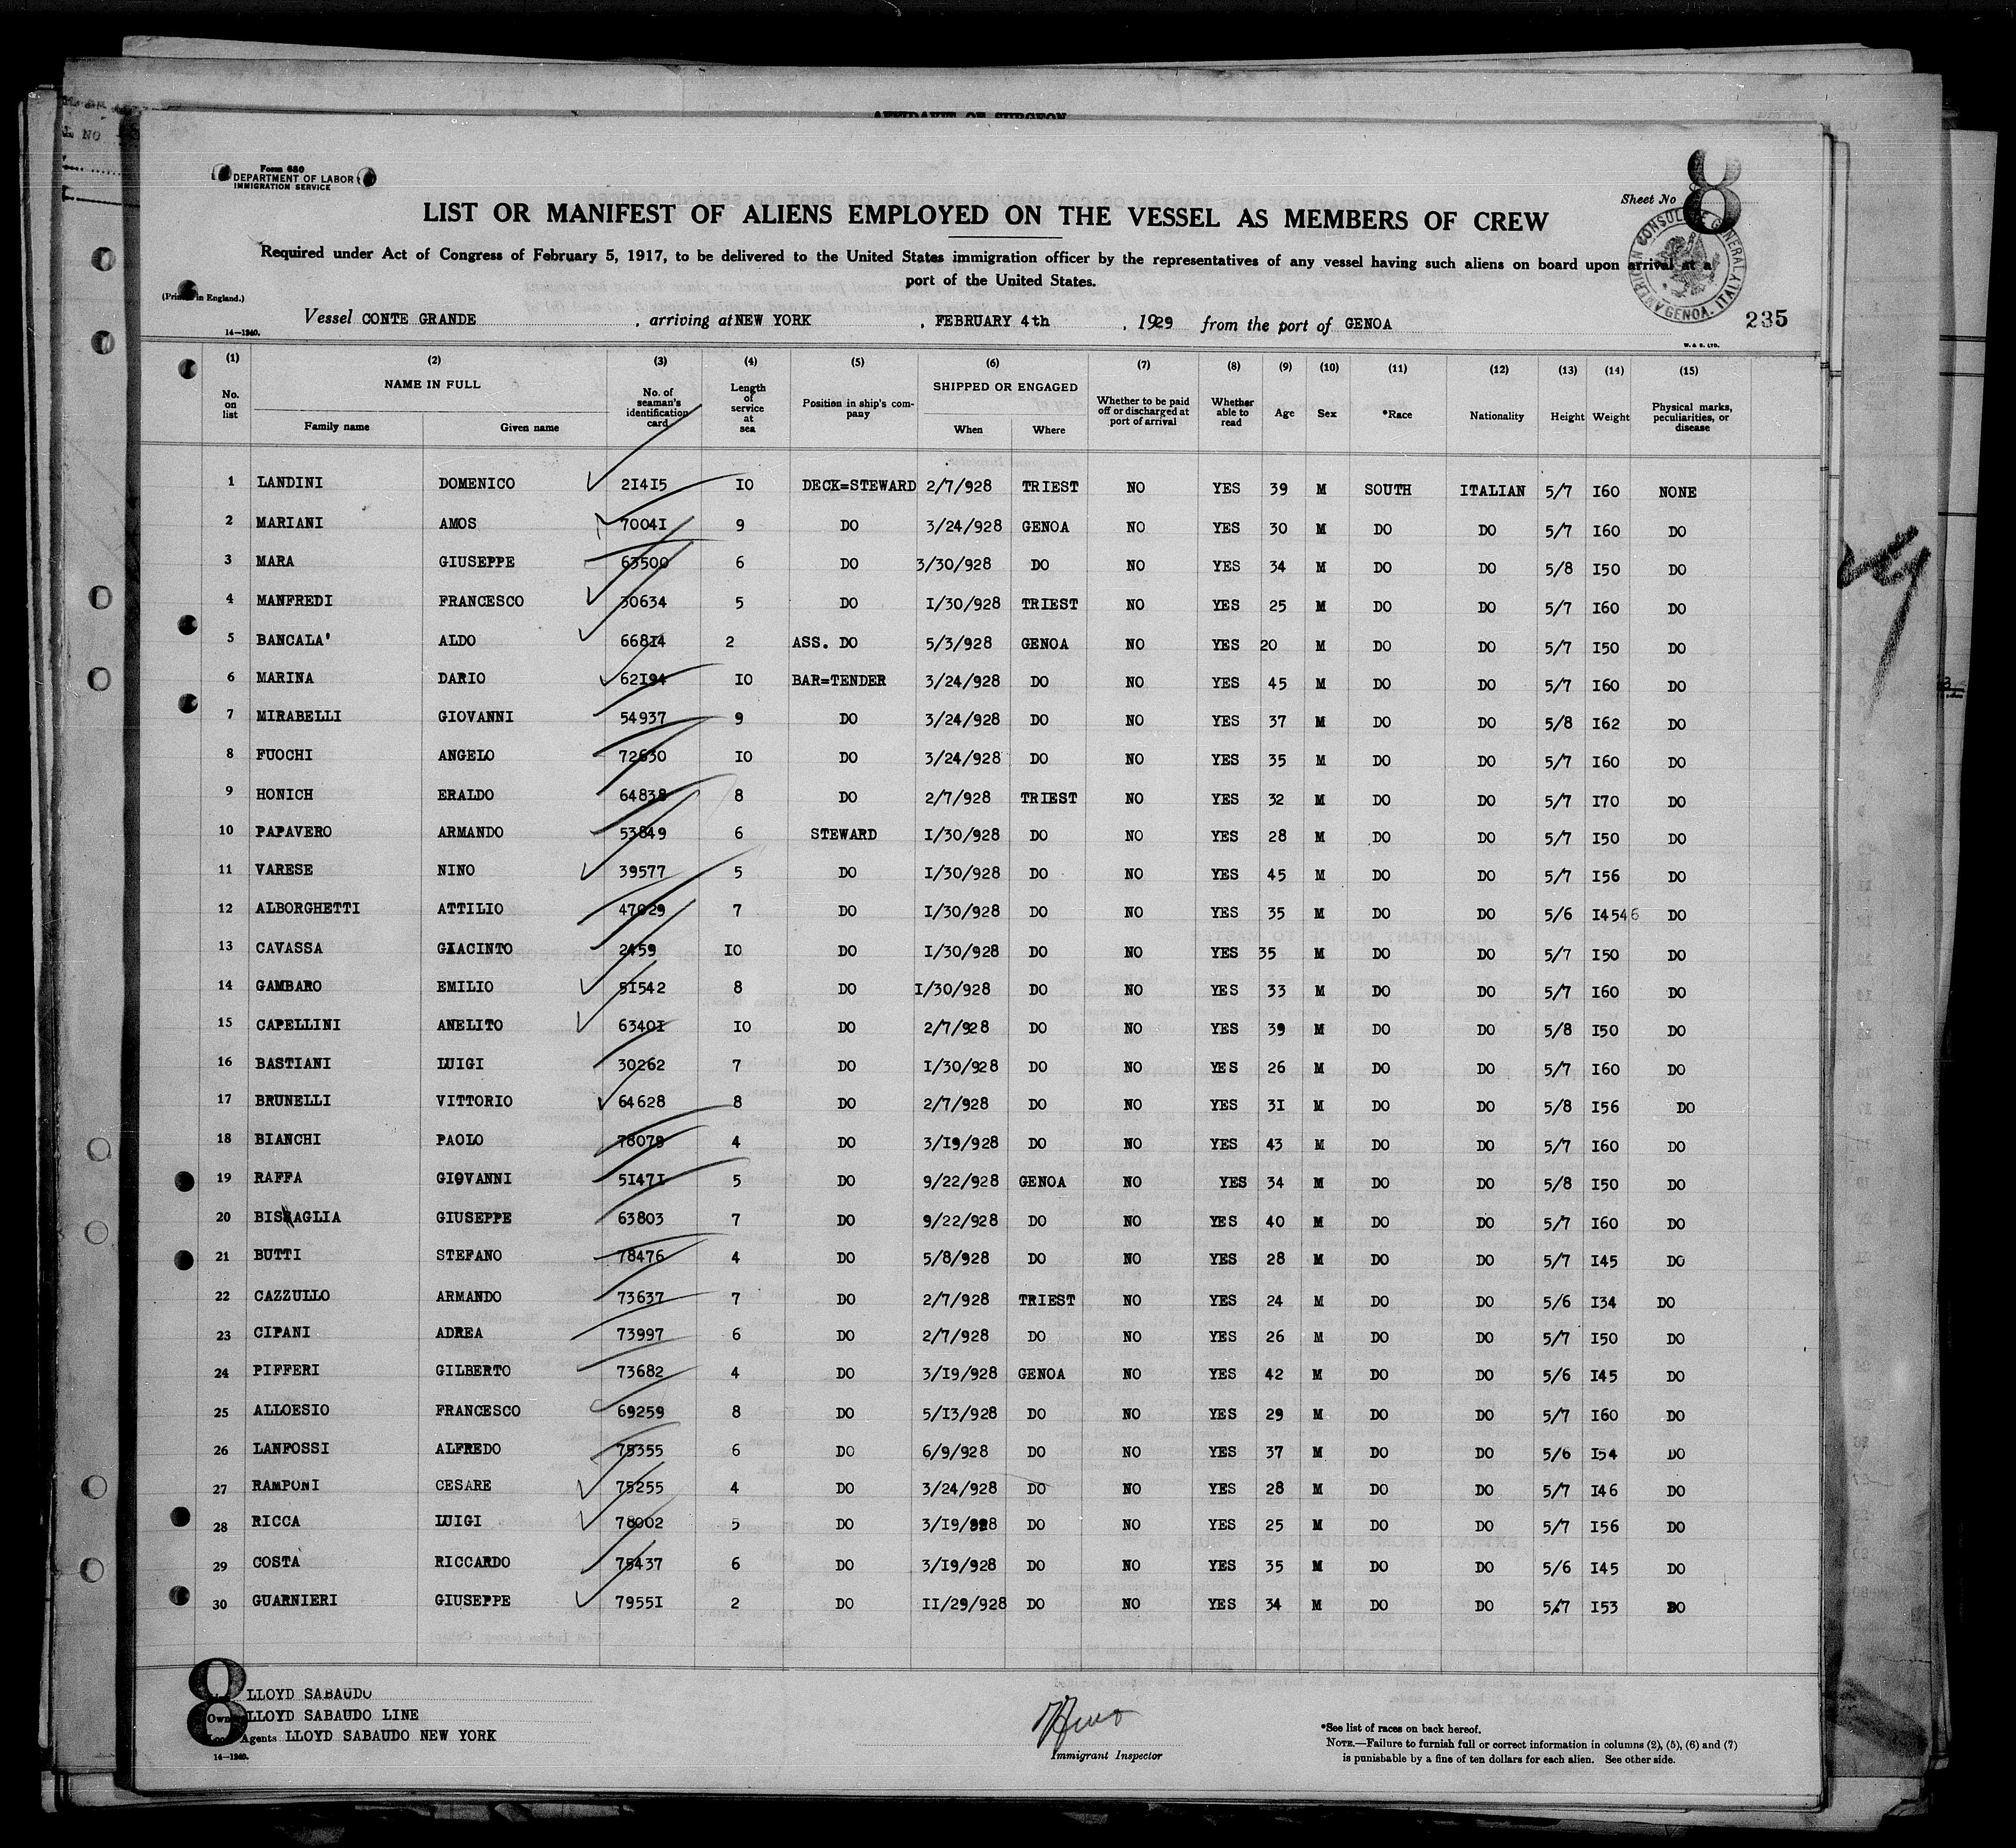 AFFIDAVIT OF SURGEON
Form 680
DEPARTMENT OF LABOR
IMMIGRATION SERVICE
Sheet No 8
LIST OR MANIFEST OF ALIENS EMPLOYED ON THE VESSEL AS MEMBERS OF CREW
Required under Act of Congress of February 5, 1917, to be delivered to the United States immigration officer by the representatives of any vessel having such aliens on board upon arrival at a
port of the United States.
AMERICAN CONSULATE GENERAL GENOA, ITALY
(Printed in England.)
14—1240.
Vessel CONTE GRANDE, arriving at NEW YORK, FEBRUARY 4th, 1929 from the port of GENOA
235
W. & S. LTD.
(1) (2) (3) (4) (5) (6) (7) (8) (9) (10) (11) (12) (13) (14) (15)
No. on list NAME IN FULL Family name Given name No. of seaman's identification card Length of service at sea Position in ship's company SHIPPED OR ENGAGED When Where Whether to be paid off or discharged at port of arrival Whether able to read Age Sex *Race Nationality Height Weight Physical marks, peculiarities, or disease
1 LANDINI DOMENICO 21415 10 DECK=STEWARD 2/7/928 TRIEST NO YES 39 M SOUTH ITALIAN 5/7 160 NONE
2 MARIANI AMOS 70041 9 DO 3/24/928 GENOA NO YES 30 M DO DO 5/7 160 DO
3 MARA GIUSEPPE 63500 6 DO 3/30/928 DO NO YES 34 M DO DO 5/8 150 DO
4 MANFREDI FRANCESCO 30634 5 DO 1/30/928 TRIEST NO YES 25 M DO DO 5/7 160 DO
5 BANCALA' ALDO 66814 2 ASS. DO 5/3/928 GENOA NO YES 20 M DO DO 5/7 150 DO
6 MARINA DARIO 62194 10 BAR=TENDER 3/24/928 DO NO YES 45 M DO DO 5/7 160 DO
7 MIRABELLI GIOVANNI 54937 9 DO 3/24/928 DO NO YES 37 M DO DO 5/8 162 DO
8 FUOCHI ANGELO 72630 10 DO 3/24/928 DO NO YES 35 M DO DO 5/7 160 DO
9 HONICH ERALDO 64838 8 DO 2/7/928 TRIEST NO YES 32 M DO DO 5/7 170 DO
10 PAPAVERO ARMANDO 53849 6 STEWARD 1/30/928 DO NO YES 28 M DO DO 5/7 150 DO
11 VARESE NINO 39577 5 DO 1/30/928 DO NO YES 45 M DO DO 5/7 156 DO
12 ALBORGHETTI ATTILIO 47029 7 DO 1/30/928 DO NO YES 35 M DO DO 5/6 14546 DO
13 CAVASSA GIACINTO 2459 10 DO 1/30/928 DO NO YES 35 M DO DO 5/7 150 DO
14 GAMBARO EMILIO 51542 8 DO 1/30/928 DO NO YES 33 M DO DO 5/7 160 DO
15 CAPELLINI ANELITO 63401 10 DO 2/7/928 DO NO YES 39 M DO DO 5/8 150 DO
16 BASTIANI LUIGI 30262 7 DO 1/30/928 DO NO YES 26 M DO DO 5/7 160 DO
17 BRUNELLI VITTORIO 64628 8 DO 2/7/928 DO NO YES 31 M DO DO 5/8 156 DO
18 BIANCHI PAOLO 78079 4 DO 3/19/928 DO NO YES 43 M DO DO 5/7 160 DO
19 RAFFA GIOVANNI 51471 5 DO 9/22/928 GENOA NO YES 34 M DO DO 5/8 150 DO
20 BISRAGLIA GIUSEPPE 63803 7 DO 9/22/928 DO NO YES 40 M DO DO 5/7 160 DO
21 BUTTI STEFANO 78476 4 DO 5/8/928 DO NO YES 28 M DO DO 5/7 145 DO
22 CAZZULLO ARMANDO 73637 7 DO 2/7/928 TRIEST NO YES 24 M DO DO 5/6 134 DO
23 CIPANI ADREA 73997 6 DO 2/7/928 DO NO YES 26 M DO DO 5/7 150 DO
24 PIFFERI GILBERTO 73682 4 DO 3/19/928 GENOA NO YES 42 M DO DO 5/6 145 DO
25 ALLOESIO FRANCESCO 69259 8 DO 5/13/928 DO NO YES 29 M DO DO 5/7 160 DO
26 LANFOSSI ALFREDO 75355 6 DO 6/9/928 DO NO YES 37 M DO DO 5/6 154 DO
27 RAMPONI CESARE 75255 4 DO 3/24/928 DO NO YES 28 M DO DO 5/7 146 DO
28 RICCA LUIGI 78002 5 DO 3/19/928 DO NO YES 25 M DO DO 5/7 156 DO
29 COSTA RICCARDO 75437 6 DO 3/19/928 DO NO YES 35 M DO DO 5/6 145 DO
30 GUARNIERI GIUSEPPE 79551 2 DO 11/29/928 DO NO YES 34 M DO DO 5/7 153 DO
8
LLOYD SABAUDO
Owners LLOYD SABAUDO LINE
Local Agents LLOYD SABAUDO NEW YORK
14—1240.
Immigrant Inspector
*See list of races on back hereof.
NOTE.—Failure to furnish full or correct information in columns (2), (5), (6) and (7)
is punishable by a fine of ten dollars for each alien. See other side.